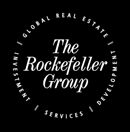 GLOBAL REAL ESTATE
The
Rockefeller
Group
INVESTMENT | SERVICES | DEVELOPMENT